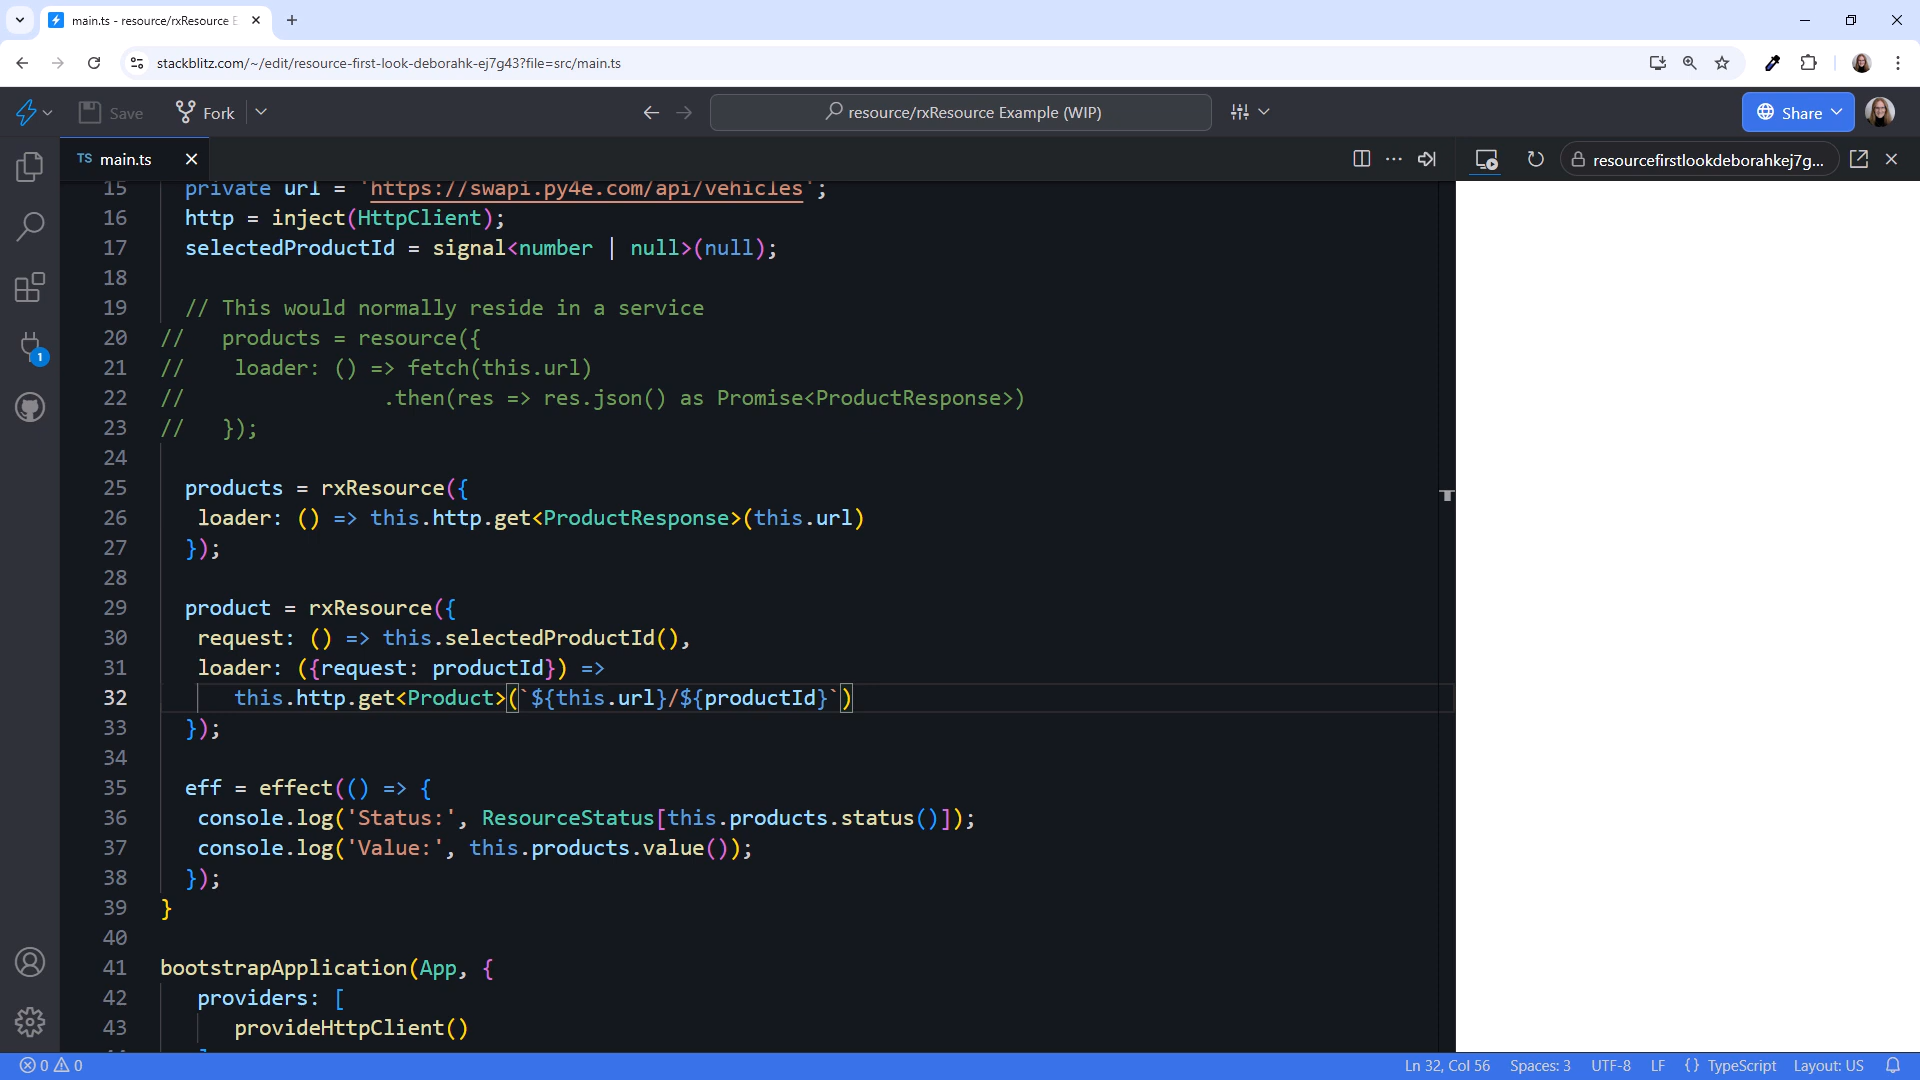 main.ts - resource/rxResource E
stackblitz.com/~/edit/resource-first-look-deborahk-ej7g43?file=src/main.ts
Save
Fork
resource/rxResource Example (WIP)
Share
TS main.ts
resourcefirstlookdeborahkej7g...
15 private url = 'https://swapi.py4e.com/api/vehicles';
16 http = inject(HttpClient);
17 selectedProductId = signal<number | null>(null);
18
19 // This would normally reside in a service
20 // products = resource({
21 // loader: () => fetch(this.url)
22 // .then(res => res.json() as Promise<ProductResponse>)
23 // });
24
25 products = rxResource({
26 loader: () => this.http.get<ProductResponse>(this.url)
27 });
28
29 product = rxResource({
30 request: () => this.selectedProductId(),
31 loader: ({request: productId}) =>
32 this.http.get<Product>(`${this.url}/${productId}`)
33 });
34
35 eff = effect(() => {
36 console.log('Status:', ResourceStatus[this.products.status()]);
37 console.log('Value:', this.products.value());
38 });
39 }
40
41 bootstrapApplication(App, {
42 providers: [
43 provideHttpClient()
1
0 0
Ln 32, Col 56
Spaces: 3
UTF-8
LF
{} TypeScript
Layout: US